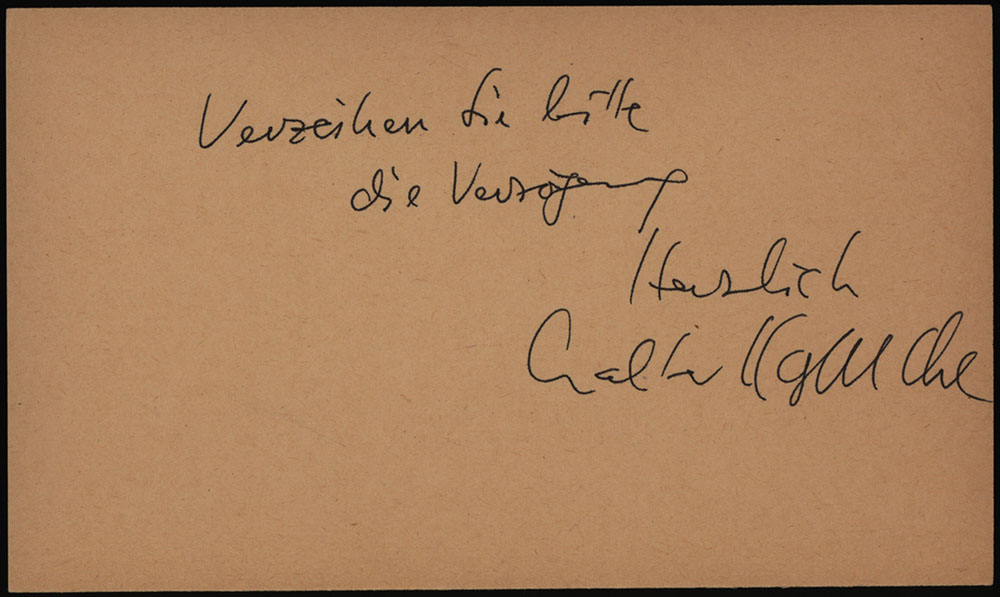 Verzeihen Sie bitte
die Verzögerung
Herzlich